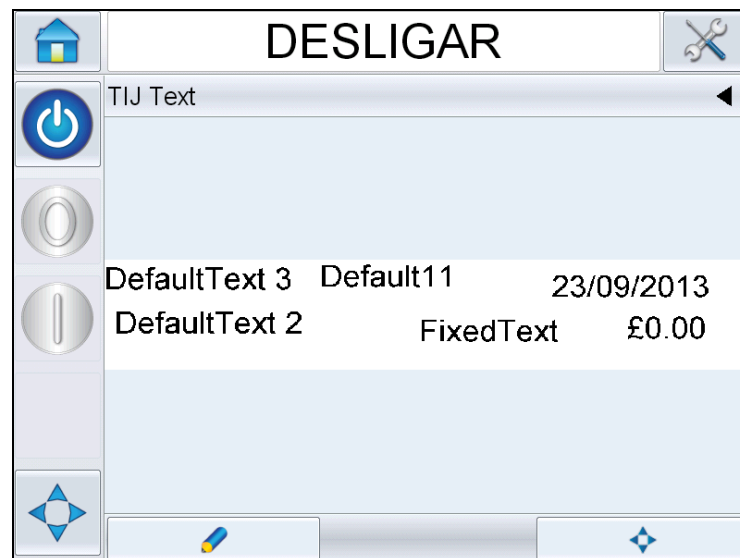 DESLIGAR
TIJ Text
DefaultText 3 Default11 23/09/2013
DefaultText 2 FixedText £0.00